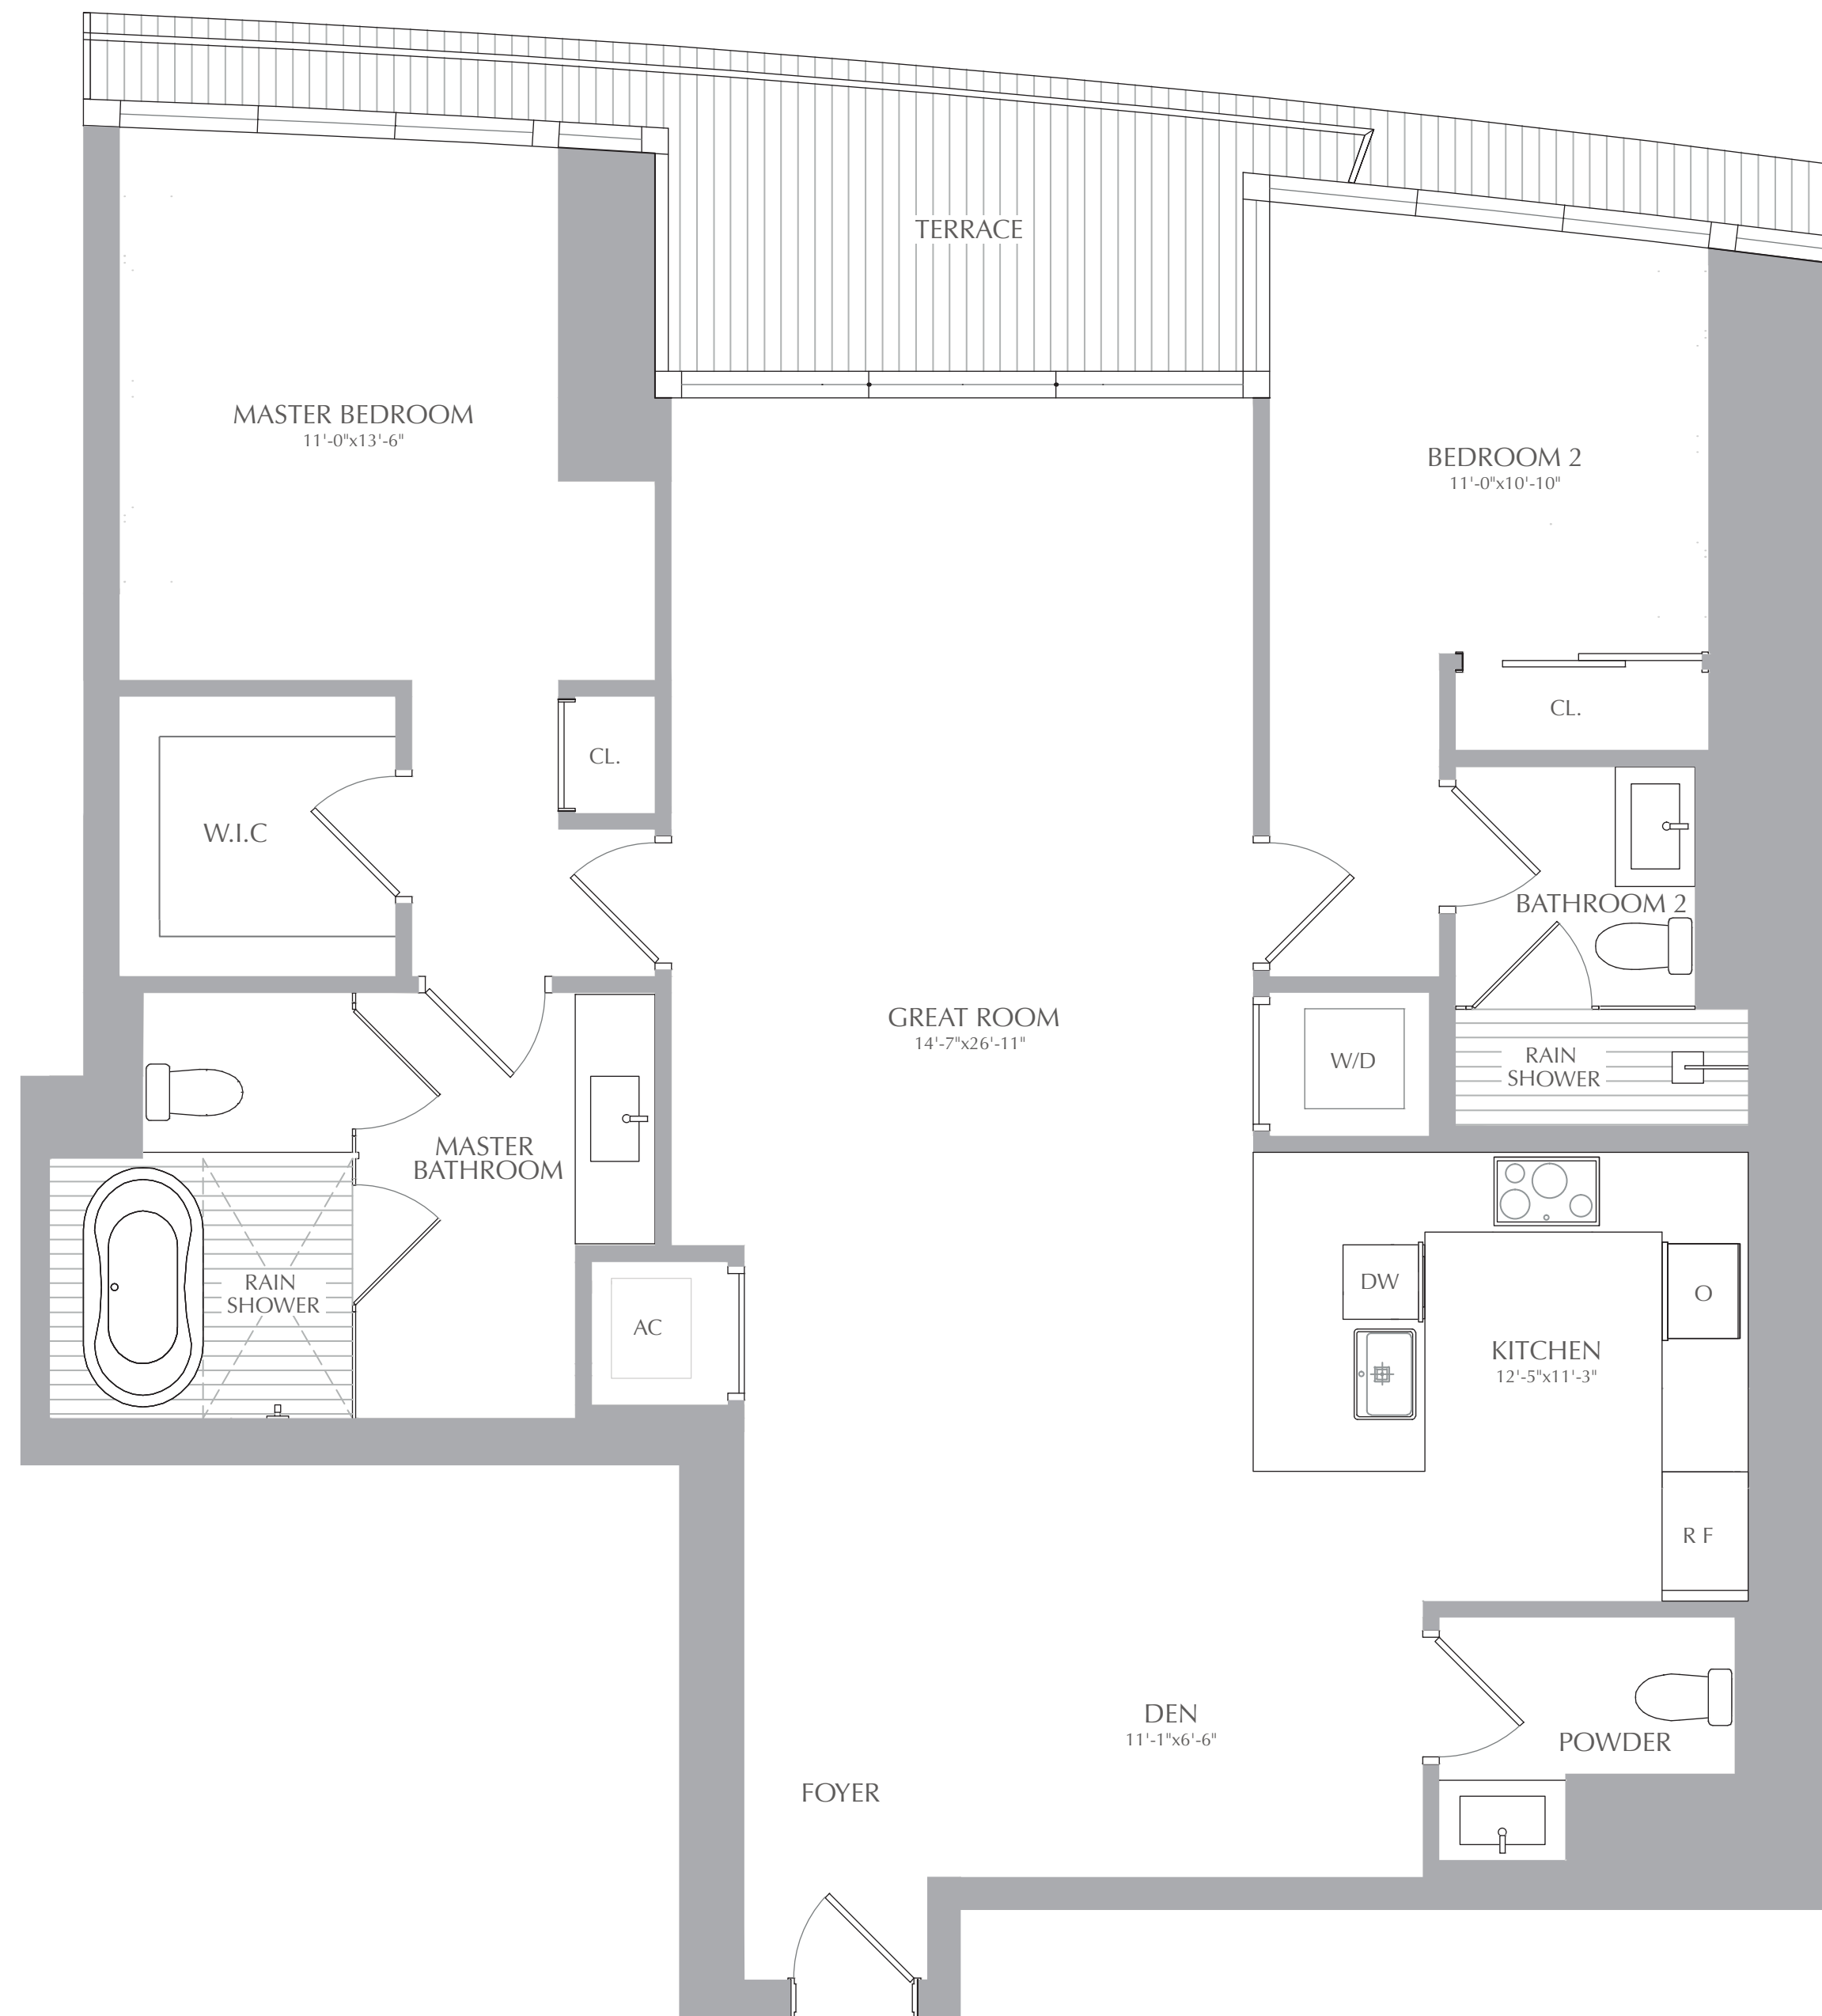 TERRACE
MASTER BEDROOM
11'-0"x13'-6"
BEDROOM 2
11'-0"x10'-10"
CL.
CL.
W.I.C
BATHROOM 2
GREAT ROOM
14'-7"x26'-11"
W/D
RAIN
SHOWER
MASTER
BATHROOM
RAIN
SHOWER
AC
DW
O
KITCHEN
12'-5"x11'-3"
R F
DEN
11'-1"x6'-6"
POWDER
FOYER